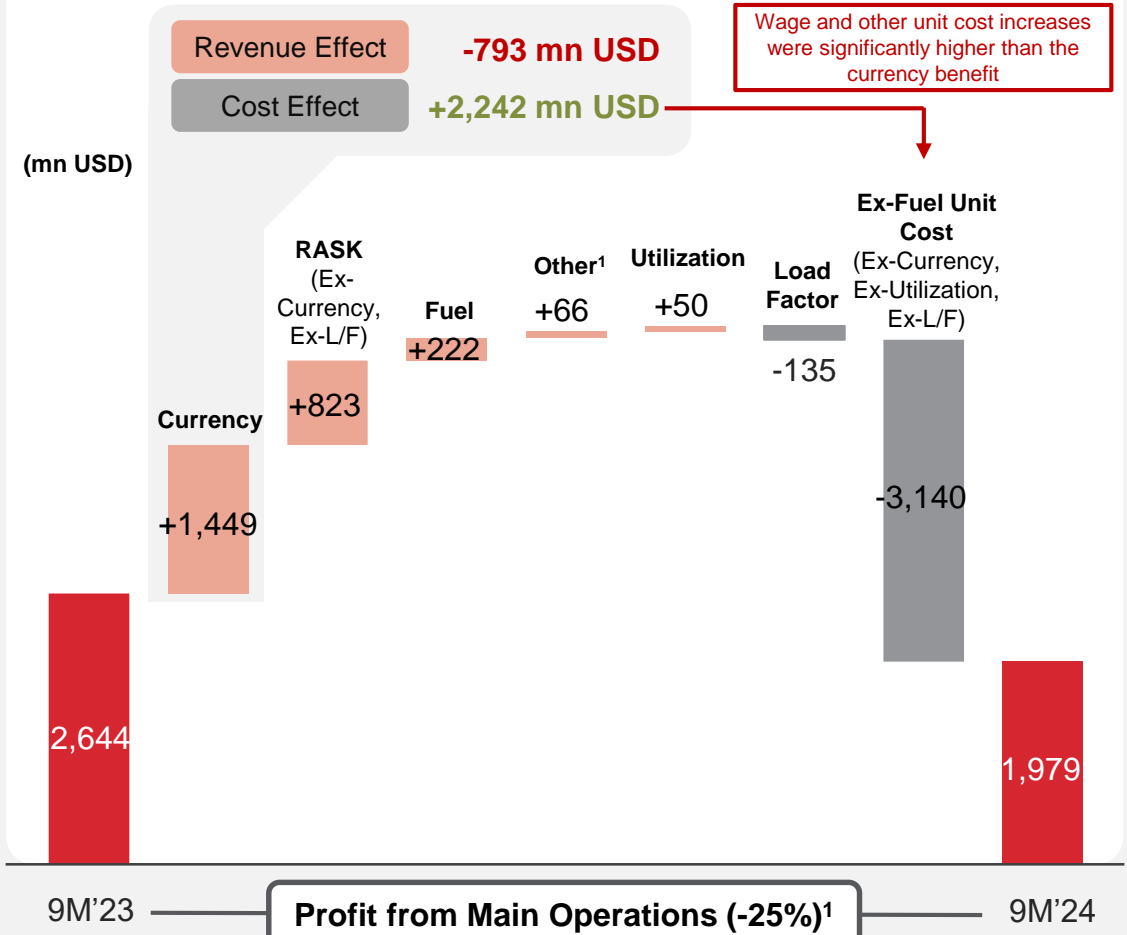 Revenue Effect
-793 mn USD
Cost Effect
+2,242 mn USD
Wage and other unit cost increases
were significantly higher than the
currency benefit
(mn USD)
Currency
+1,449
RASK
(Ex-
Currency,
Ex-L/F)
+823
Fuel
+222
Other¹
+66
Utilization
+50
Load
Factor
-135
Ex-Fuel Unit
Cost
(Ex-Currency,
Ex-Utilization,
Ex-L/F)
-3,140
2,644
1,979
9M’23
Profit from Main Operations (-25%)¹
9M’24